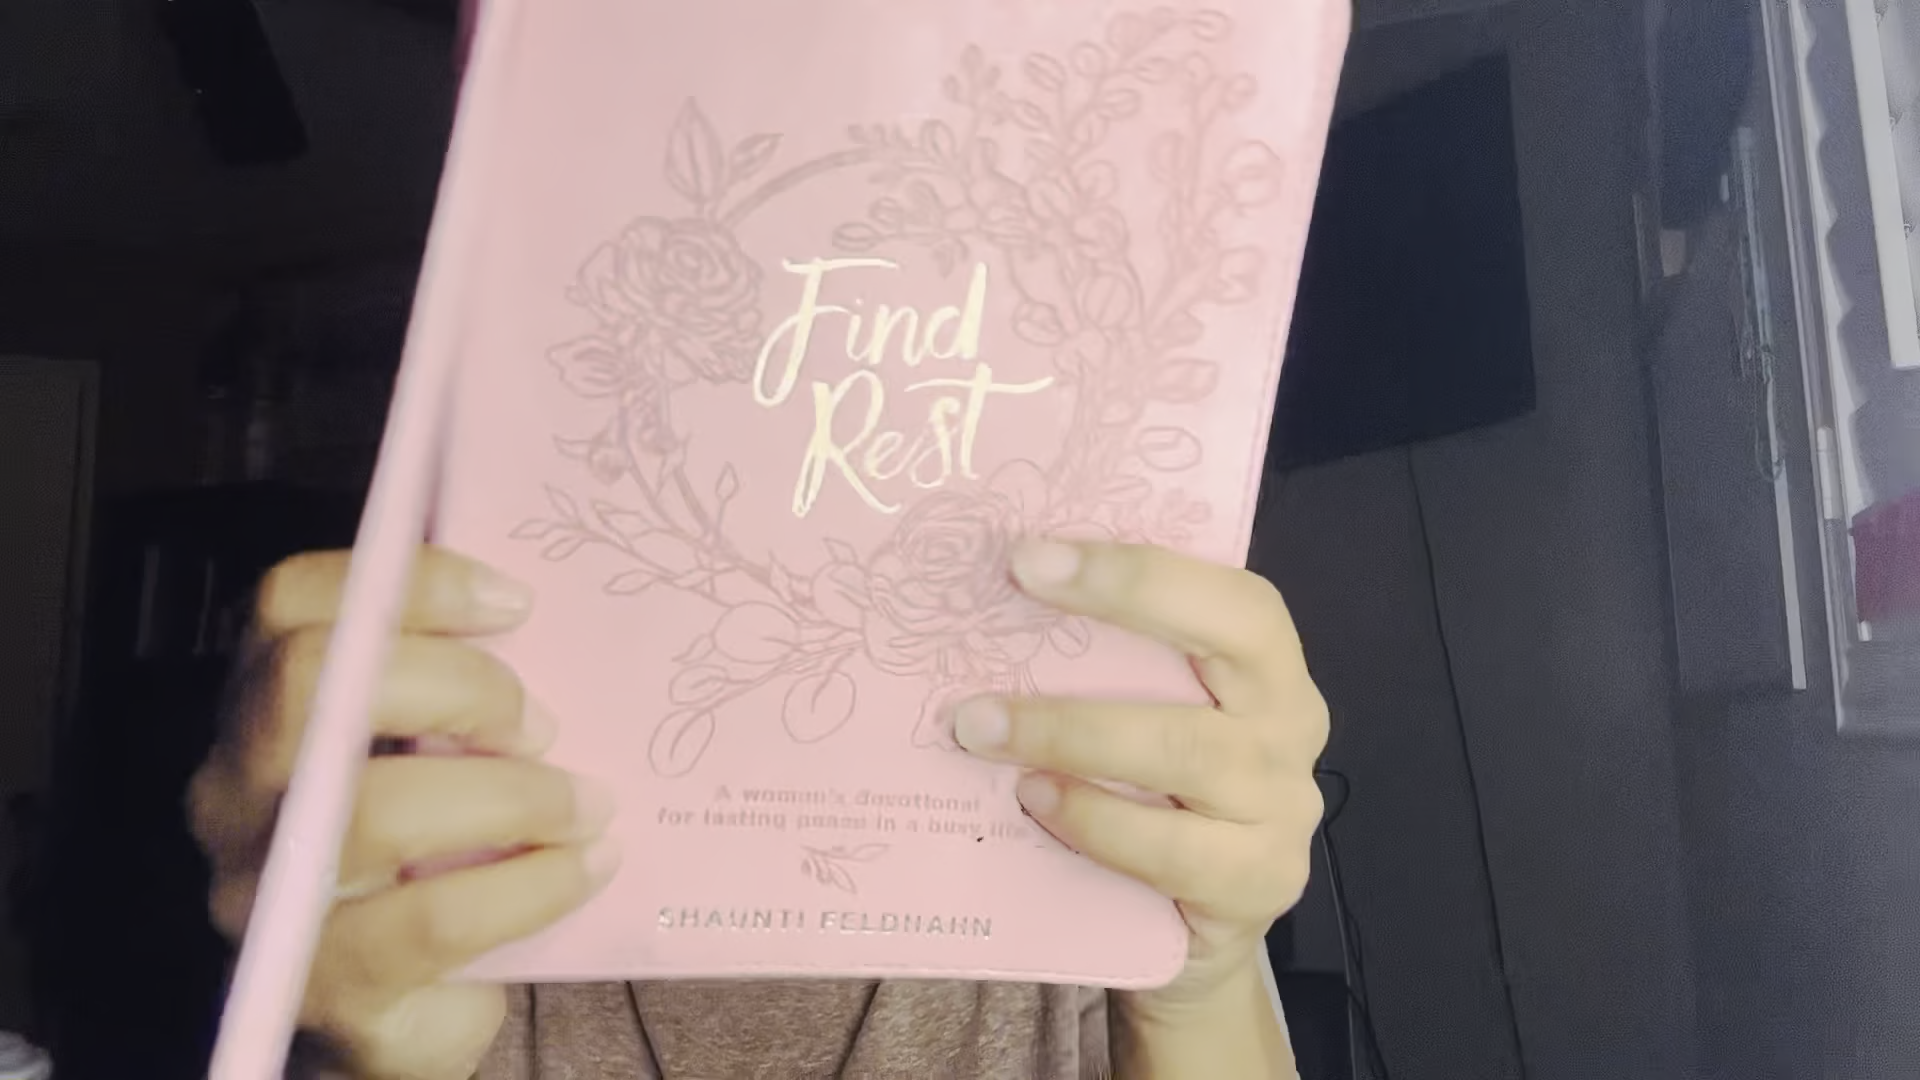 Find
Rest
A woman's devotional
for lasting peace in a busy life
SHAUNTI FELDHAHN